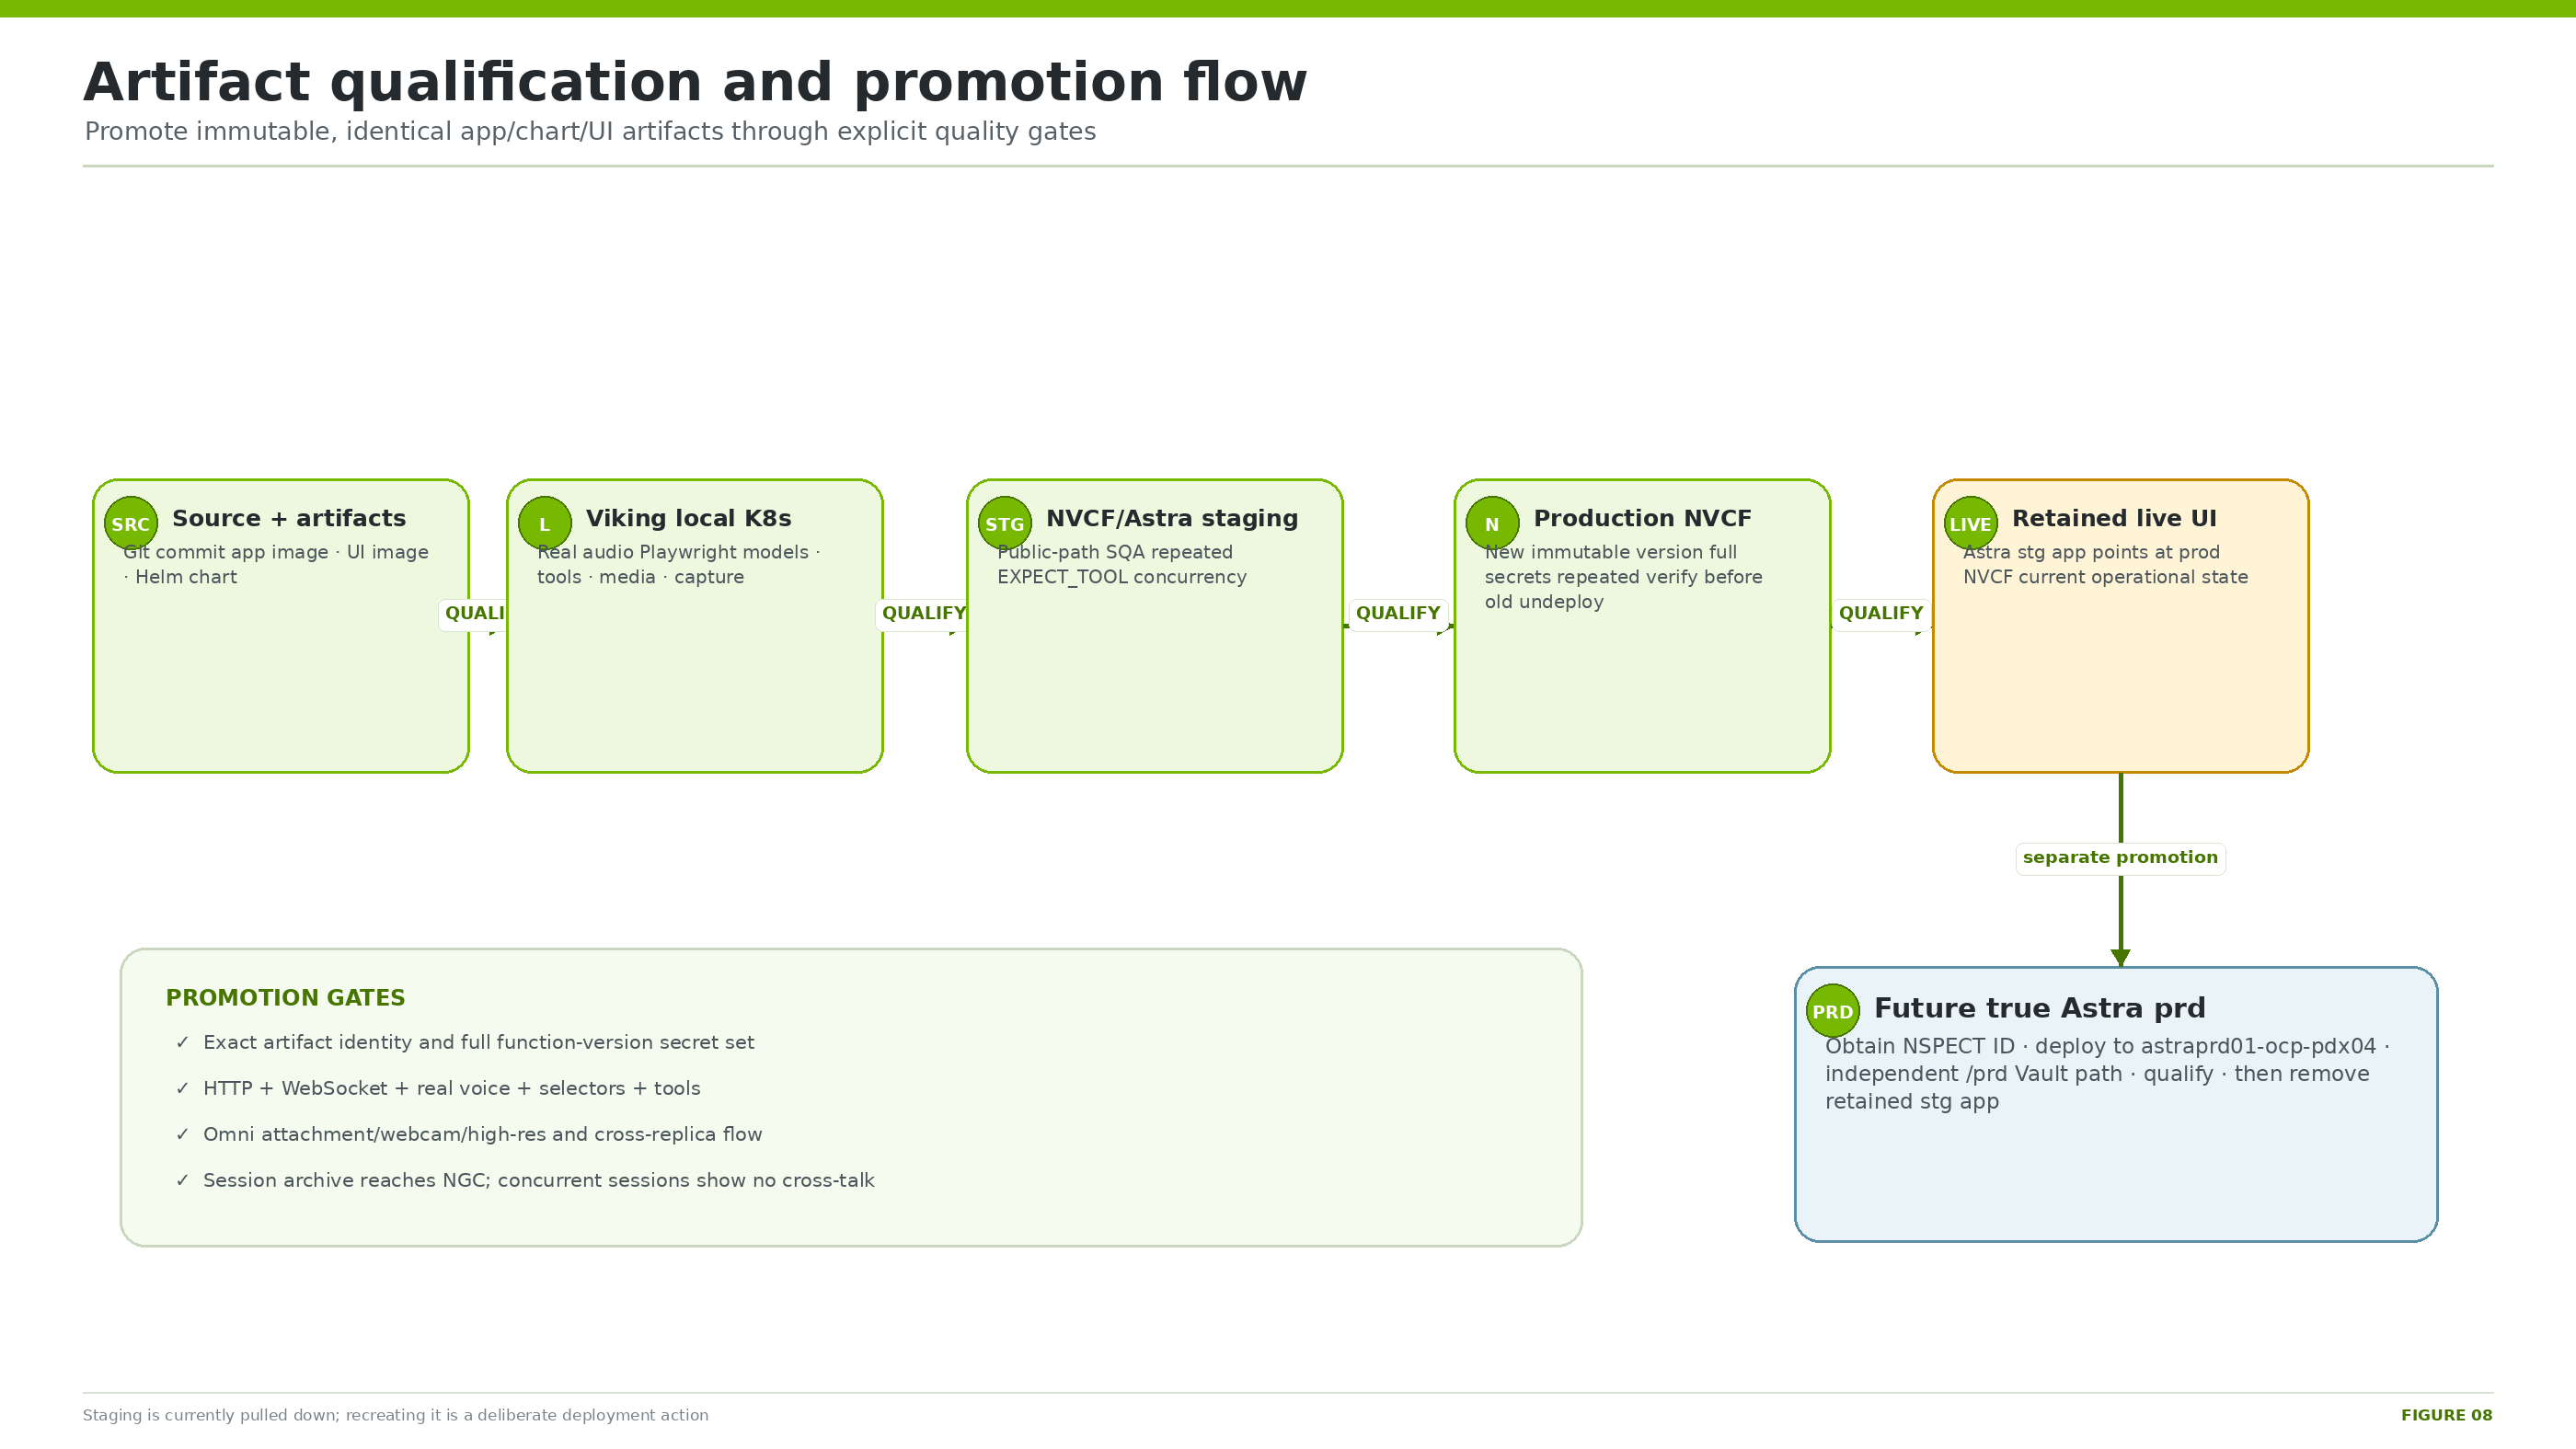 Artifact qualification and promotion flow
Promote immutable, identical app/chart/UI artifacts through explicit quality gates
SRC
Source + artifacts
Git commit app image · UI image
· Helm chart
QUALI
L
Viking local K8s
Real audio Playwright models ·
tools · media · capture
QUALIFY
STG
NVCF/Astra staging
Public-path SQA repeated
EXPECT_TOOL concurrency
QUALIFY
N
Production NVCF
New immutable version full
secrets repeated verify before
old undeploy
QUALIFY
LIVE
Retained live UI
Astra stg app points at prod
NVCF current operational state
separate promotion
PROMOTION GATES
✓ Exact artifact identity and full function-version secret set
✓ HTTP + WebSocket + real voice + selectors + tools
✓ Omni attachment/webcam/high-res and cross-replica flow
✓ Session archive reaches NGC; concurrent sessions show no cross-talk
PRD
Future true Astra prd
Obtain NSPECT ID · deploy to astraprd01-ocp-pdx04 ·
independent /prd Vault path · qualify · then remove
retained stg app
Staging is currently pulled down; recreating it is a deliberate deployment action
FIGURE 08